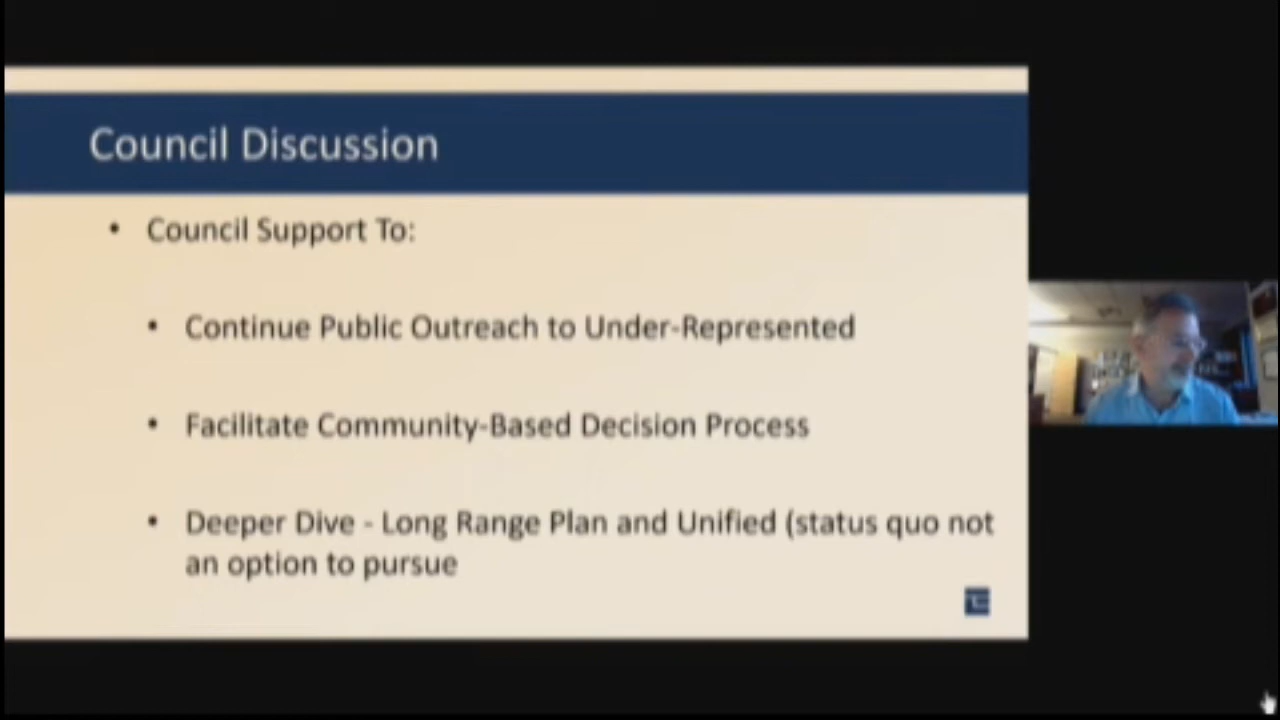 Council Discussion
• Council Support To:
• Continue Public Outreach to Under-Represented
• Facilitate Community-Based Decision Process
• Deeper Dive - Long Range Plan and Unified (status quo not
an option to pursue